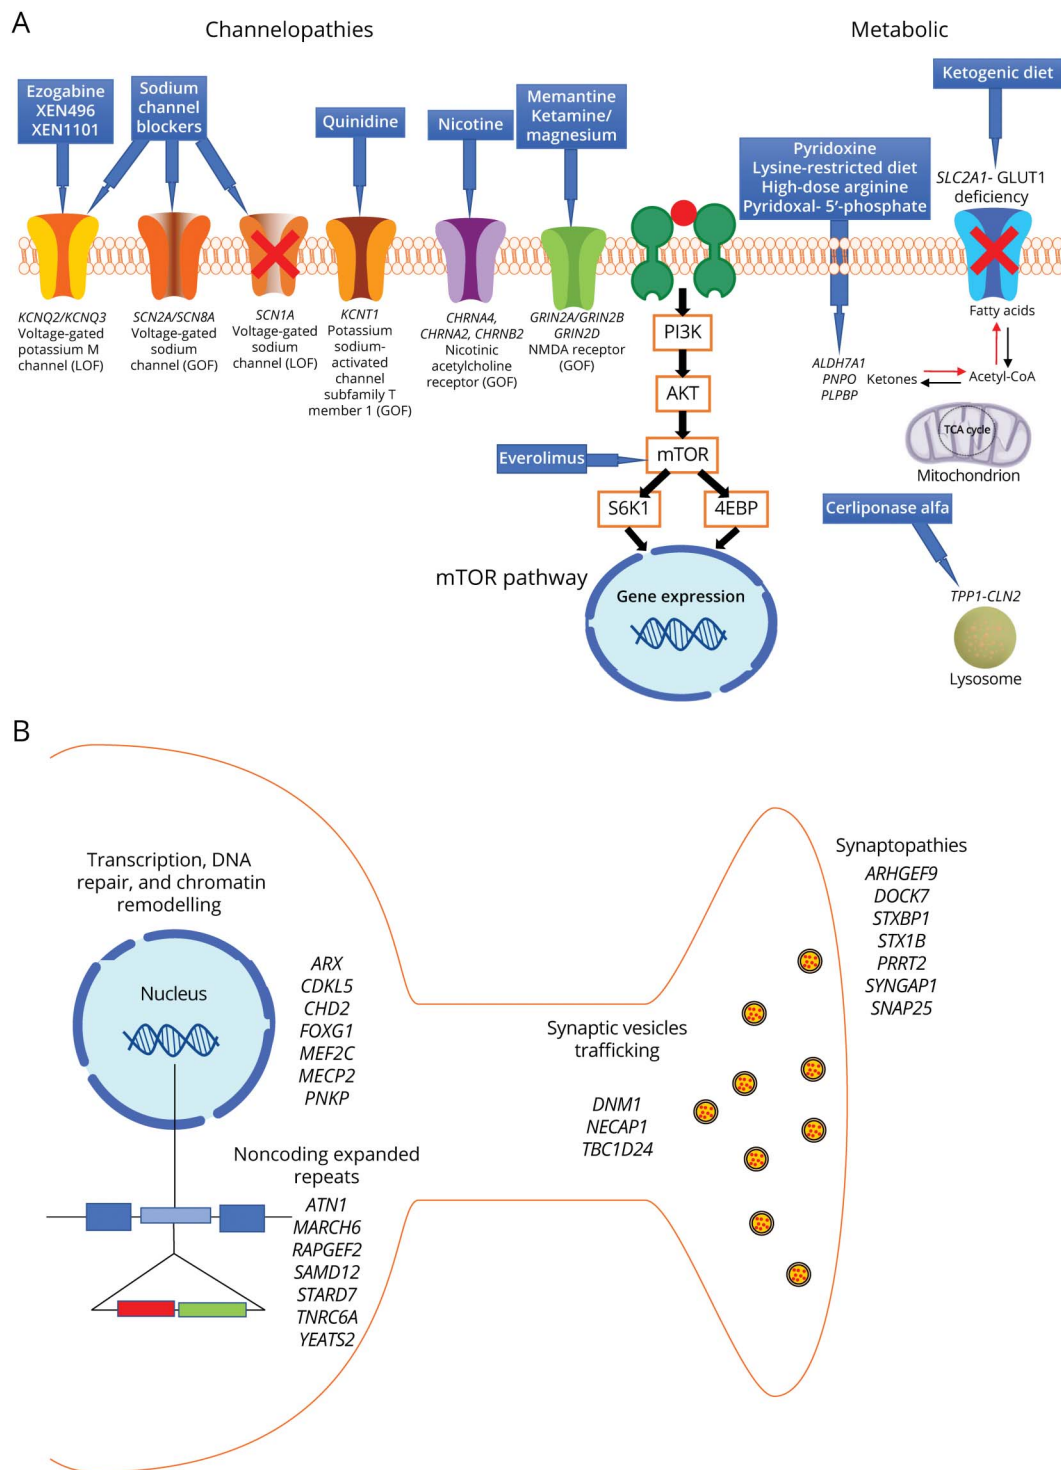 A
Channelopathies
Metabolic
Ezogabine
XEN496
XEN1101
Sodium
channel
blockers
Quinidine
Nicotine
Memantine
Ketamine/
magnesium
Pyridoxine
Lysine-restricted diet
High-dose arginine
Pyridoxal- 5′-phosphate
Ketogenic diet
SLC2A1- GLUT1
deficiency
KCNQ2/KCNQ3
Voltage-gated
potassium M
channel (LOF)
SCN2A/SCN8A
Voltage-gated
sodium
channel (GOF)
SCN1A
Voltage-gated
sodium
channel (LOF)
KCNT1
Potassium
sodium-
activated
channel
subfamily T
member 1 (GOF)
CHRNA4,
CHRNA2, CHRNB2
Nicotinic
acetylcholine
receptor (GOF)
GRIN2A/GRIN2B
GRIN2D
NMDA receptor
(GOF)
PI3K
AKT
mTOR
Everolimus
S6K1
4EBP
mTOR pathway
Gene expression
ALDH7A1
PNPO
PLPBP
Fatty acids
Ketones
Acetyl-CoA
TCA cycle
Mitochondrion
Cerliponase alfa
TPP1-CLN2
Lysosome
B
Transcription, DNA
repair, and chromatin
remodelling
Nucleus
ARX
CDKL5
CHD2
FOXG1
MEF2C
MECP2
PNKP
Noncoding expanded
repeats
ATN1
MARCH6
RAPGEF2
SAMD12
STARD7
TNRC6A
YEATS2
Synaptic vesicles
trafficking
DNM1
NECAP1
TBC1D24
Synaptopathies
ARHGEF9
DOCK7
STXBP1
STX1B
PRRT2
SYNGAP1
SNAP25